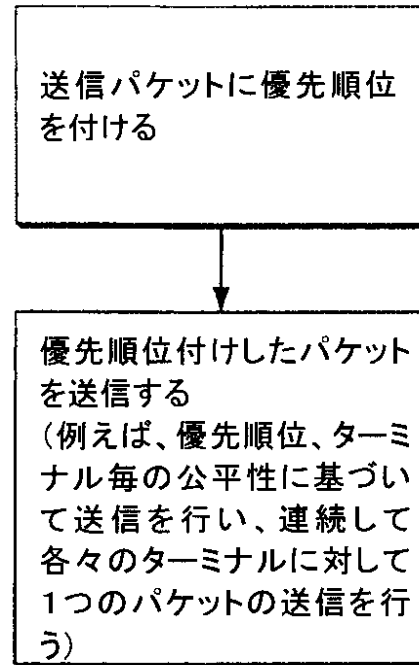 送信パケットに優先順位
を付ける
優先順位付けしたパケット
を送信する
(例えば、優先順位、ターミ
ナル毎の公平性に基づい
て送信を行い、連続して
各々のターミナルに対して
1つのパケットの送信を行
う)